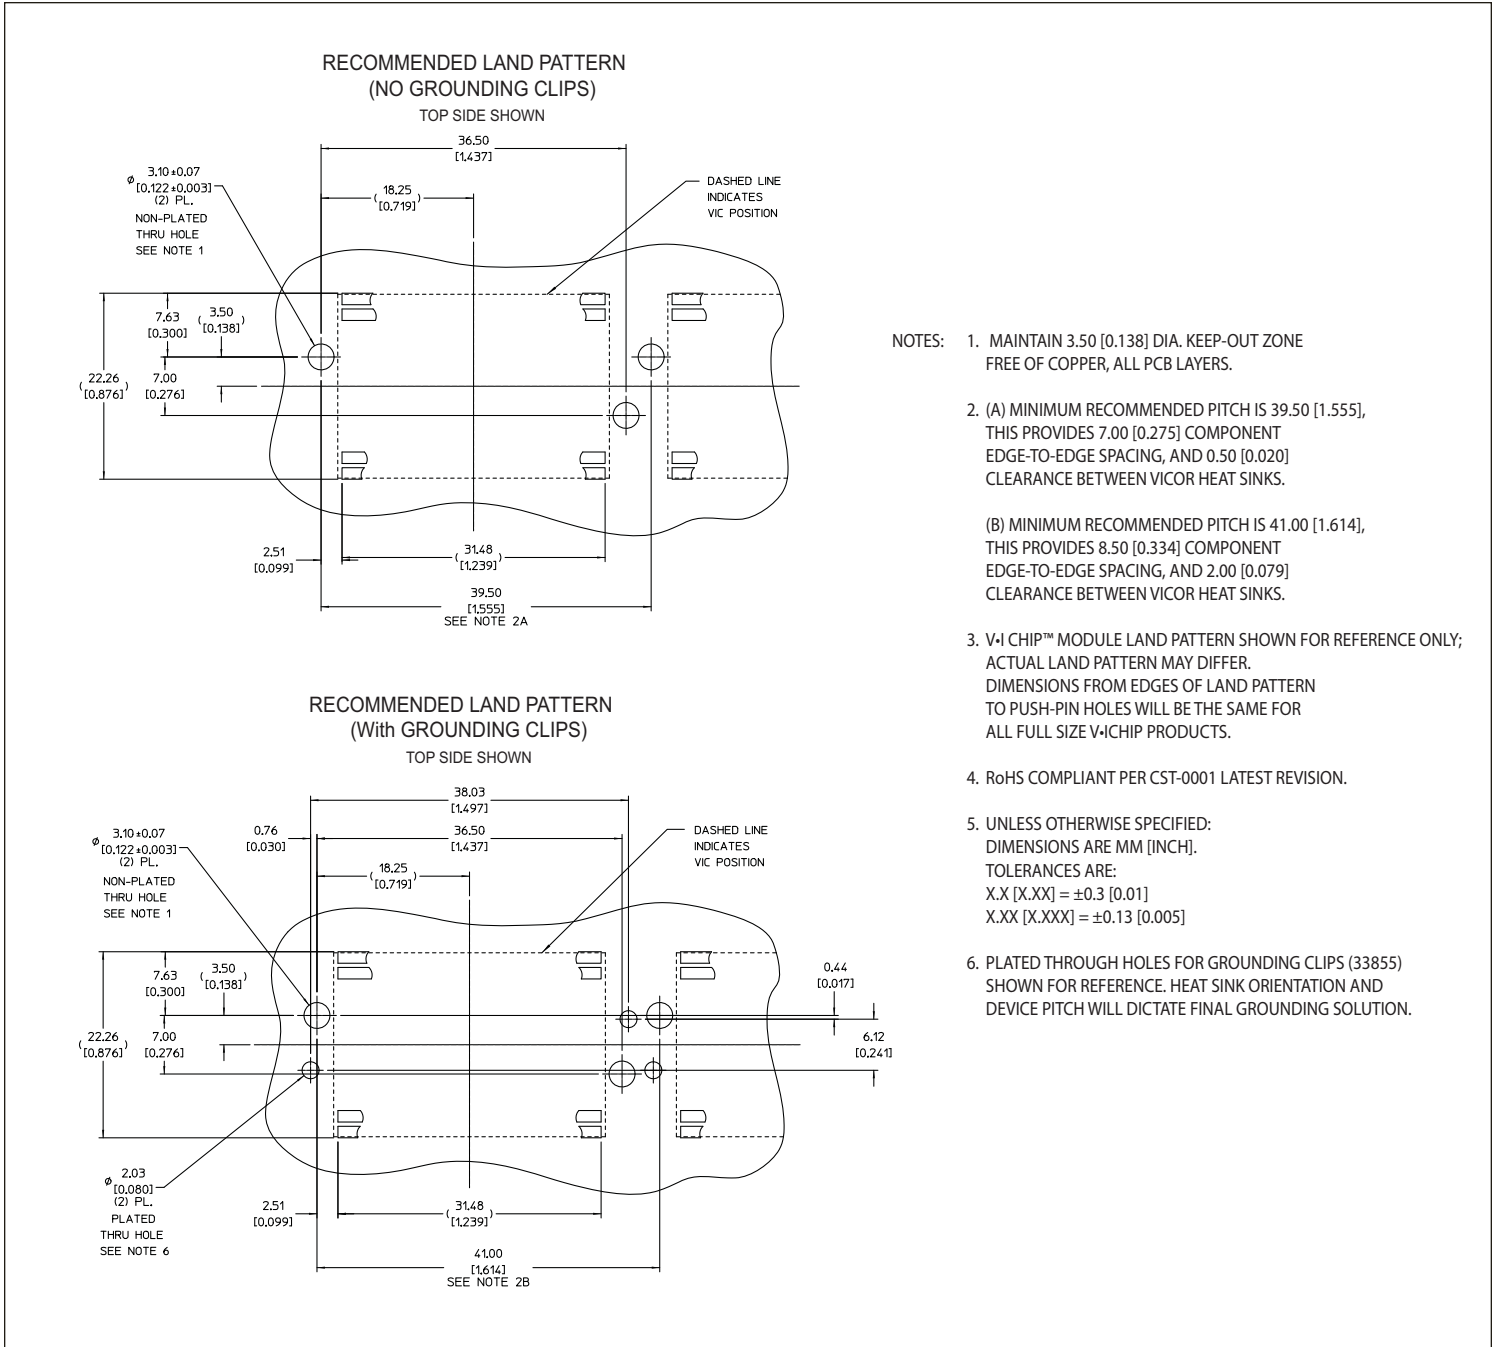 RECOMMENDED LAND PATTERN
(NO GROUNDING CLIPS)
TOP SIDE SHOWN
36.50
[1.437]
ø 3.10±0.07
[0.122±0.003]
(2) PL.
NON-PLATED
THRU HOLE
SEE NOTE 1
( 18.25 )
[0.719]
DASHED LINE
INDICATES
VIC POSITION
7.63
[0.300]
( 3.50 )
[0.138]
( 22.26 )
[0.876]
7.00
[0.276]
2.51
[0.099]
( 31.48 )
[1.239]
39.50
[1.555]
SEE NOTE 2A
RECOMMENDED LAND PATTERN
(With GROUNDING CLIPS)
TOP SIDE SHOWN
38.03
[1.497]
ø 3.10±0.07
[0.122±0.003]
(2) PL.
NON-PLATED
THRU HOLE
SEE NOTE 1
0.76
[0.030]
36.50
[1.437]
( 18.25 )
[0.719]
DASHED LINE
INDICATES
VIC POSITION
7.63
[0.300]
( 3.50 )
[0.138]
0.44
[0.017]
( 22.26 )
[0.876]
7.00
[0.276]
6.12
[0.241]
ø 2.03
[0.080]
(2) PL.
PLATED
THRU HOLE
SEE NOTE 6
2.51
[0.099]
( 31.48 )
[1.239]
41.00
[1.614]
SEE NOTE 2B
NOTES: 1. MAINTAIN 3.50 [0.138] DIA. KEEP-OUT ZONE
FREE OF COPPER, ALL PCB LAYERS.
2. (A) MINIMUM RECOMMENDED PITCH IS 39.50 [1.555],
THIS PROVIDES 7.00 [0.275] COMPONENT
EDGE-TO-EDGE SPACING, AND 0.50 [0.020]
CLEARANCE BETWEEN VICOR HEAT SINKS.
(B) MINIMUM RECOMMENDED PITCH IS 41.00 [1.614],
THIS PROVIDES 8.50 [0.334] COMPONENT
EDGE-TO-EDGE SPACING, AND 2.00 [0.079]
CLEARANCE BETWEEN VICOR HEAT SINKS.
3. V•I CHIP™ MODULE LAND PATTERN SHOWN FOR REFERENCE ONLY;
ACTUAL LAND PATTERN MAY DIFFER.
DIMENSIONS FROM EDGES OF LAND PATTERN
TO PUSH-PIN HOLES WILL BE THE SAME FOR
ALL FULL SIZE V•ICHIP PRODUCTS.
4. RoHS COMPLIANT PER CST-0001 LATEST REVISION.
5. UNLESS OTHERWISE SPECIFIED:
DIMENSIONS ARE MM [INCH].
TOLERANCES ARE:
X.X [X.XX] = ±0.3 [0.01]
X.XX [X.XXX] = ±0.13 [0.005]
6. PLATED THROUGH HOLES FOR GROUNDING CLIPS (33855)
SHOWN FOR REFERENCE. HEAT SINK ORIENTATION AND
DEVICE PITCH WILL DICTATE FINAL GROUNDING SOLUTION.